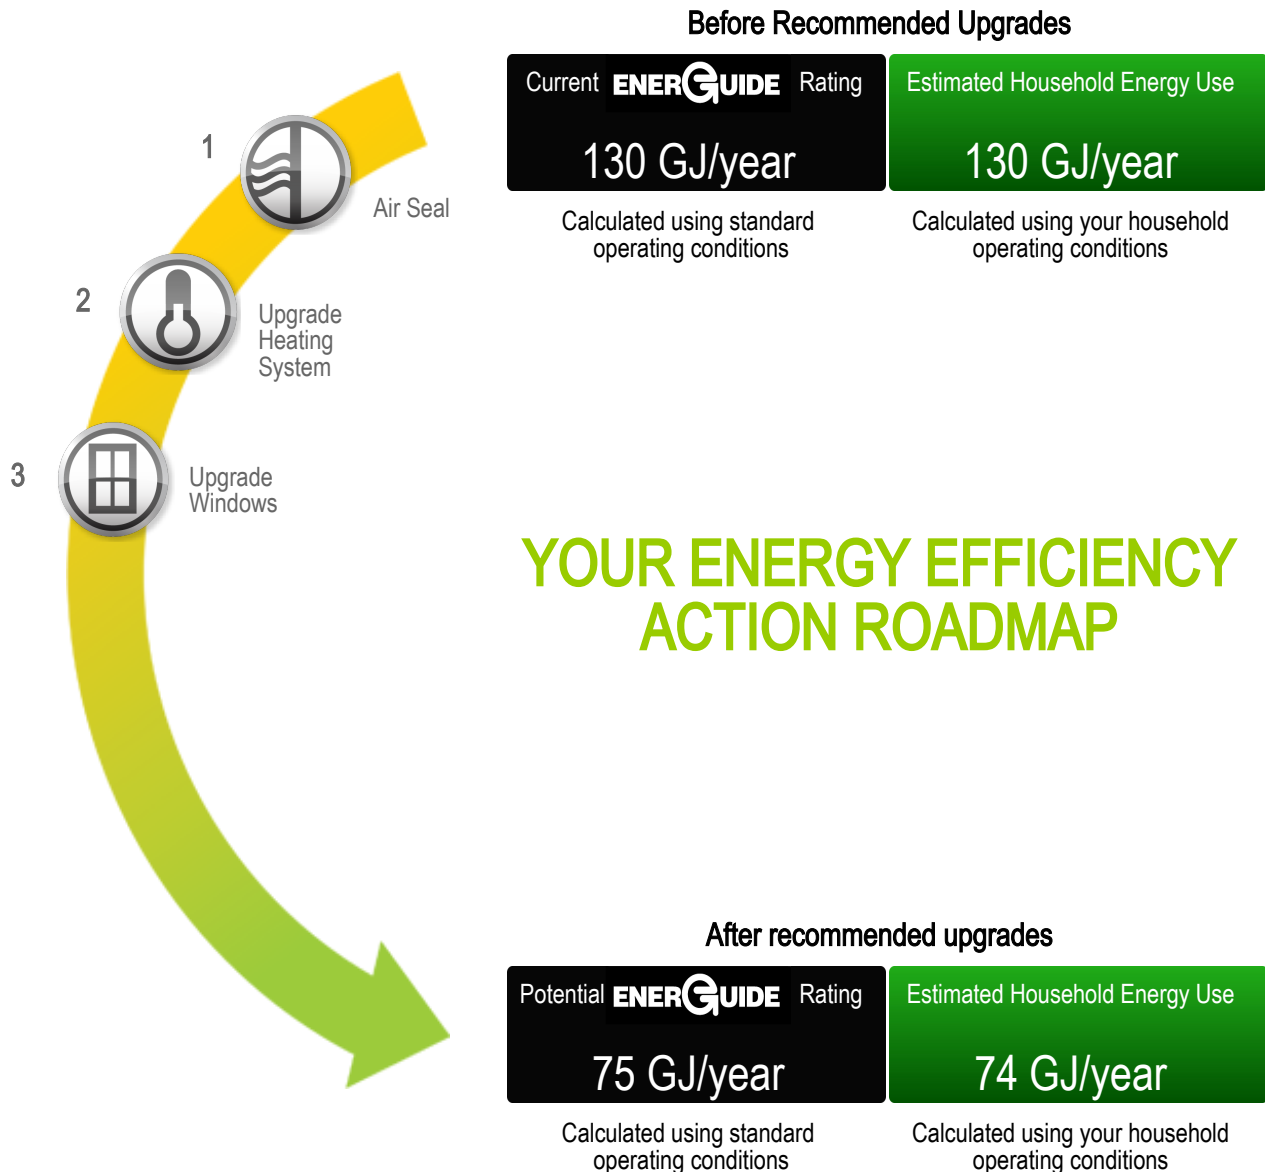 Before Recommended Upgrades
Current ENERGUIDE Rating
130 GJ/year
Calculated using standard
operating conditions
Estimated Household Energy Use
130 GJ/year
Calculated using your household
operating conditions
1
Air Seal
2
Upgrade
Heating
System
3
Upgrade
Windows
YOUR ENERGY EFFICIENCY
ACTION ROADMAP
After recommended upgrades
Potential ENERGUIDE Rating
75 GJ/year
Calculated using standard
operating conditions
Estimated Household Energy Use
74 GJ/year
Calculated using your household
operating conditions